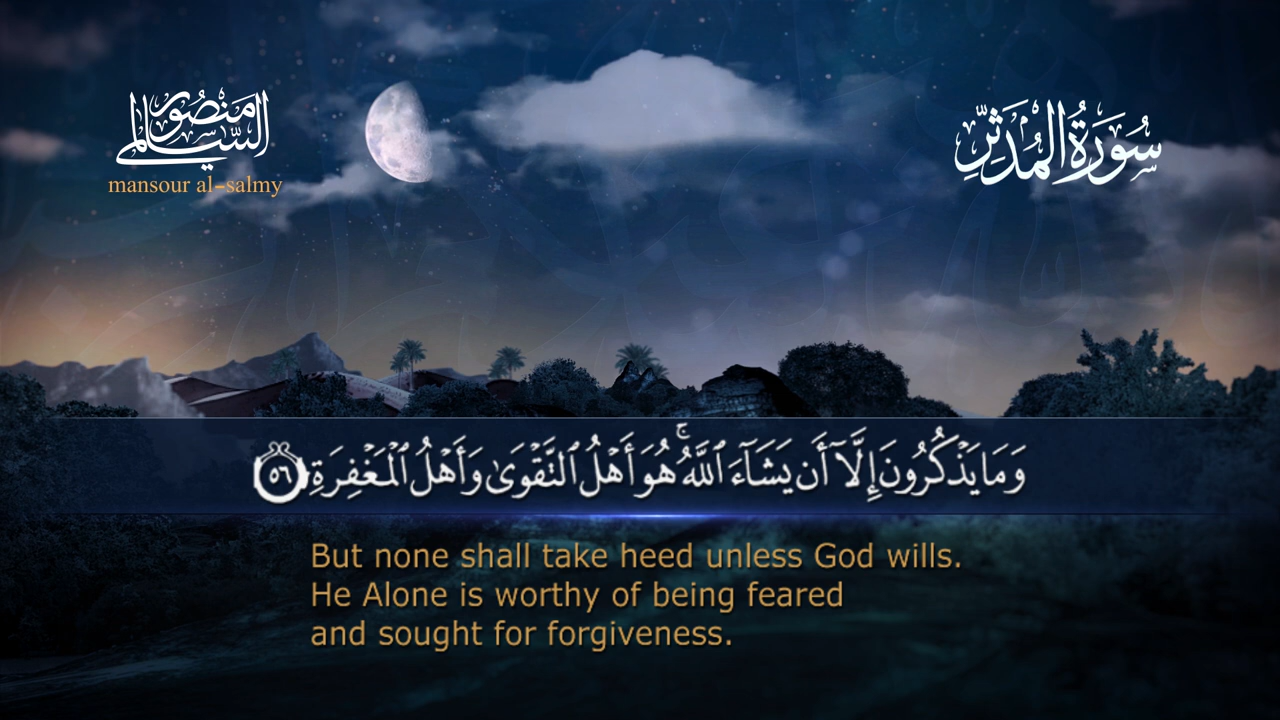 منصور
السالمي
mansour al-salmy
سُورَةُ المُدَّثِّر
وَمَا يَذْكُرُونَ إِلَّآ أَن يَشَآءَ ٱللَّهُ ۚ هُوَ أَهْلُ ٱلتَّقْوَىٰ وَأَهْلُ ٱلْمَغْفِرَةِ ٥٦
But none shall take heed unless God wills.
He Alone is worthy of being feared
and sought for forgiveness.